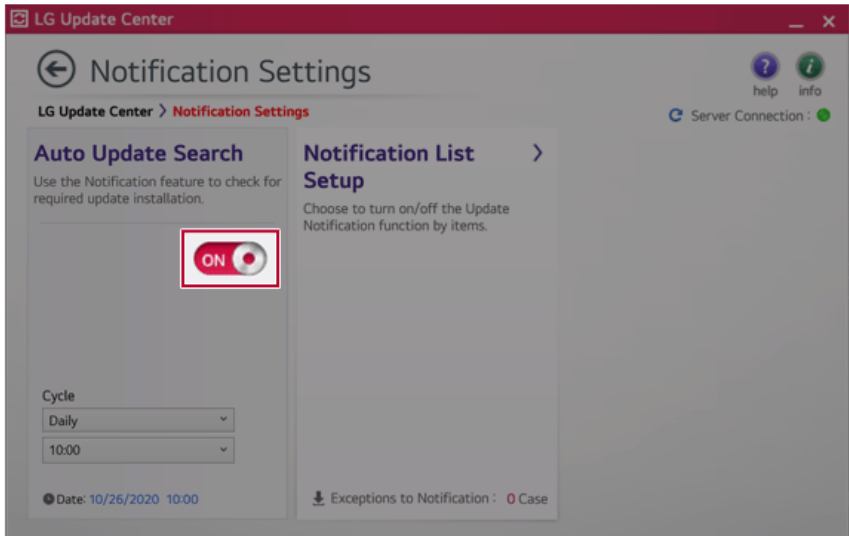 LG Update Center
Notification Settings
help
info
LG Update Center > Notification Settings
Server Connection :
Auto Update Search
Use the Notification feature to check for
required update installation.
ON
Cycle
Daily
10:00
Date: 10/26/2020 10:00
Notification List
Setup
>
Choose to turn on/off the Update
Notification function by items.
Exceptions to Notification : 0 Case